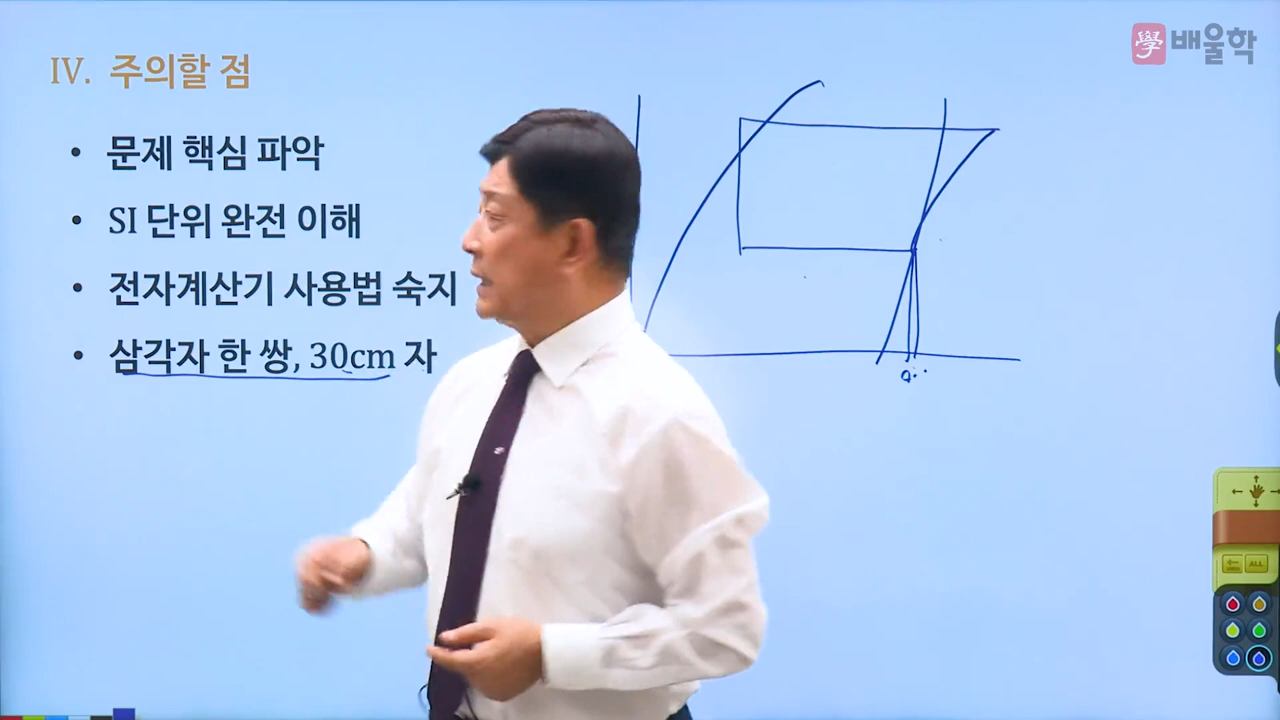 IV. 주의할 점
學 배울학
• 문제 핵심 파악
• SI 단위 완전 이해
• 전자계산기 사용법 숙지
• 삼각자 한 쌍, 30cm 자
ALL